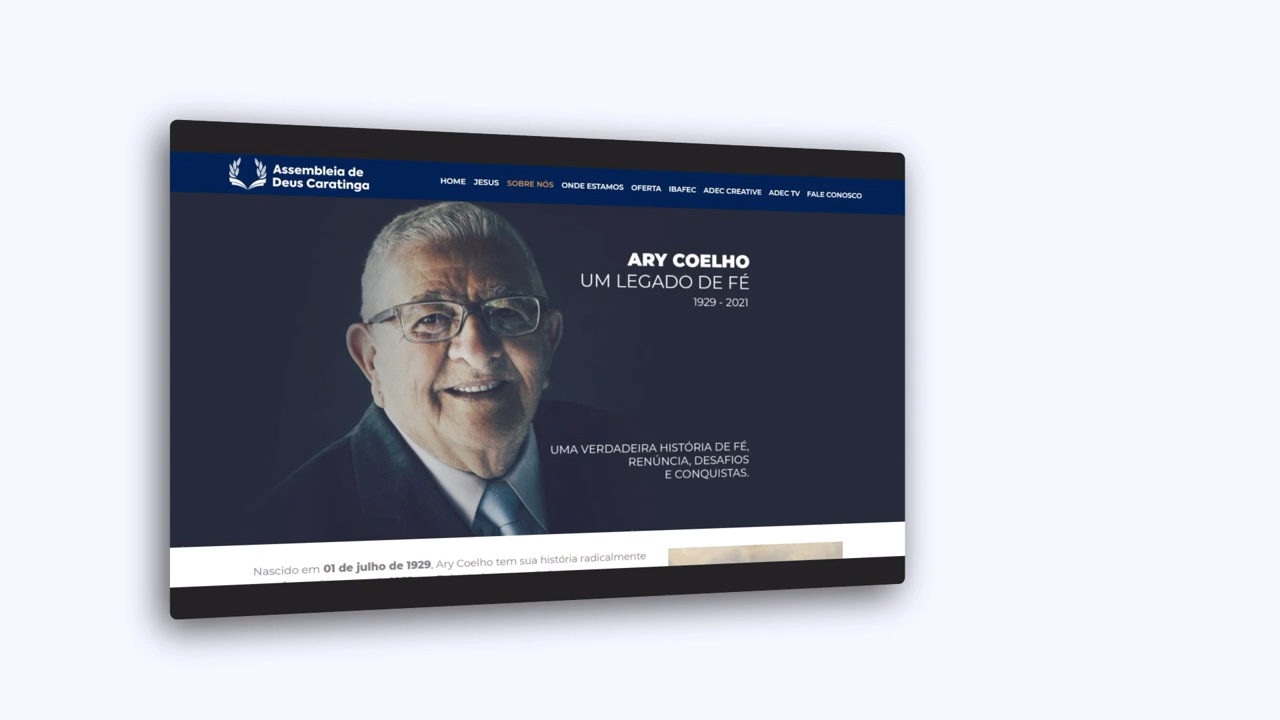 Assembleia de
Deus Caratinga
HOME JESUS SOBRE NÓS ONDE ESTAMOS OFERTA IBAFEC ADEC CREATIVE ADEC TV FALE CONOSCO
ARY COELHO
UM LEGADO DE FÉ
1929 - 2021
UMA VERDADEIRA HISTÓRIA DE FÉ,
RENÚNCIA, DESAFIOS
E CONQUISTAS.
Nascido em 01 de julho de 1929, Ary Coelho tem sua história radicalmente